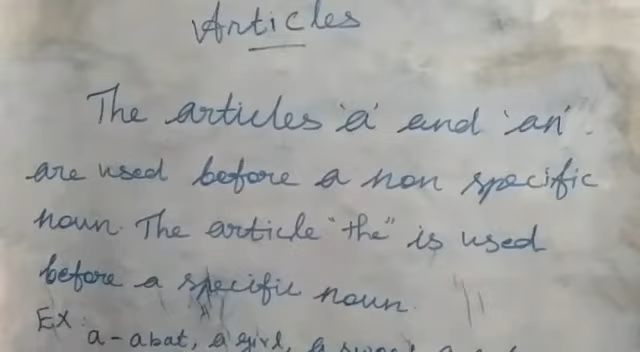 Articles
The articles 'a' and 'an'.
are used before a non specific
noun. The article "the" is used
before a specific noun.
Ex:
a - a bat, a girl, a